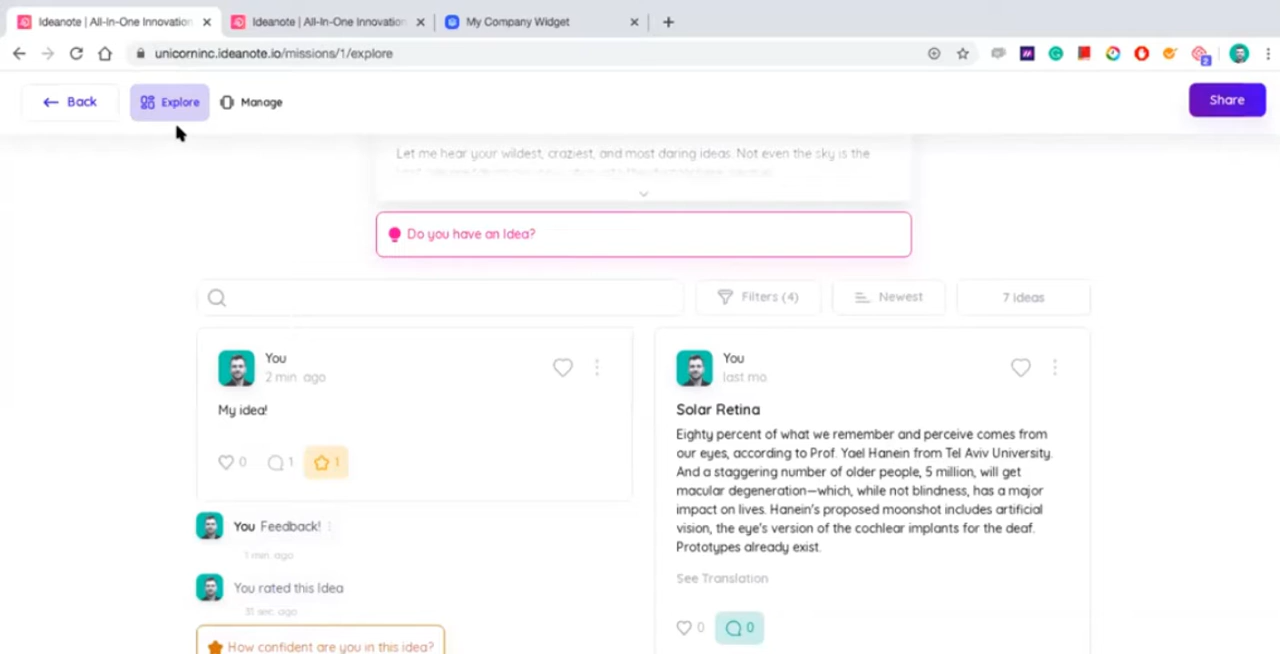 Ideanote | All-In-One Innovation
Ideanote | All-In-One Innovation
My Company Widget
unicorninc.ideanote.io/missions/1/explore
2
Back
Explore
Manage
Share
Let me hear your wildest, craziest, and most daring ideas. Not even the sky is the
Do you have an Idea?
Filters (4)
Newest
7 Ideas
You
2 min. ago
My idea!
0
1
1
You Feedback!
1 min. ago
You rated this Idea
31 sec. ago
How confident are you in this idea?
You
last mo
Solar Retina
Eighty percent of what we remember and perceive comes from
our eyes, according to Prof. Yael Hanein from Tel Aviv University.
And a staggering number of older people, 5 million, will get
macular degeneration—which, while not blindness, has a major
impact on lives. Hanein's proposed moonshot includes artificial
vision, the eye's version of the cochlear implants for the deaf.
Prototypes already exist.
See Translation
0
0